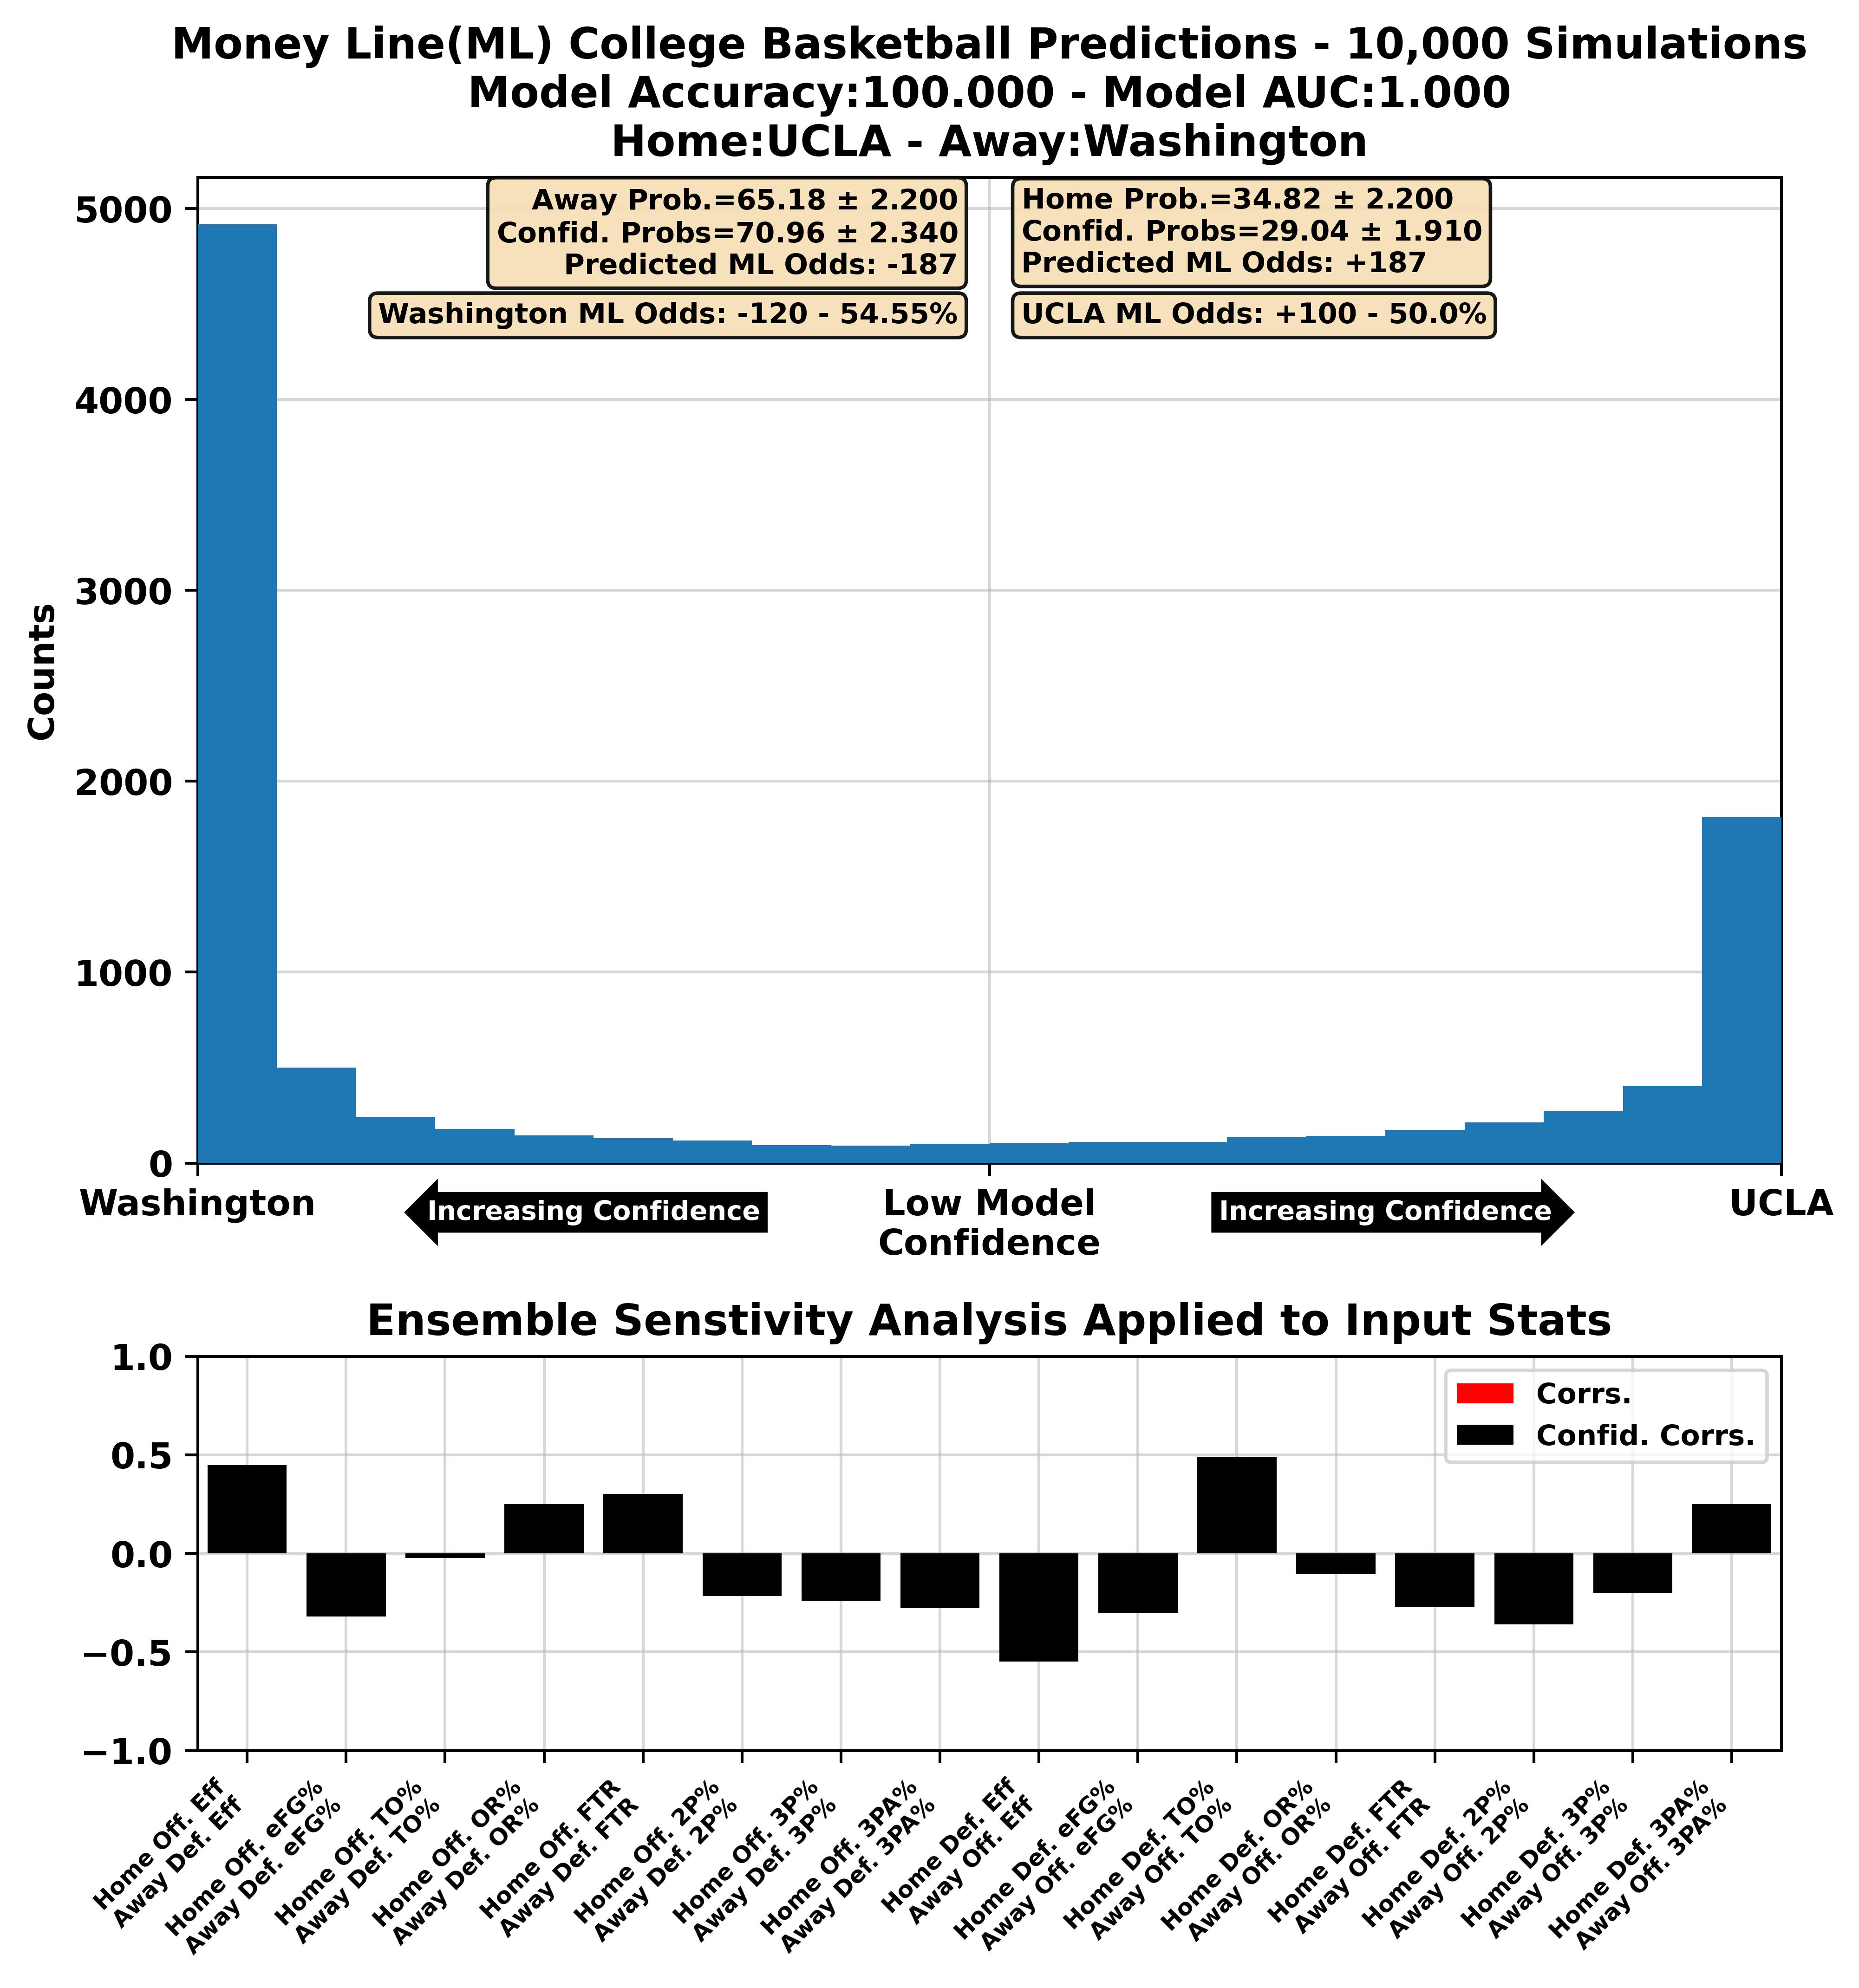 Money Line(ML) College Basketball Predictions - 10,000 Simulations
Model Accuracy:100.000 - Model AUC:1.000
Home:UCLA - Away:Washington
Away Prob.=65.18 ± 2.200
Confid. Probs=70.96 ± 2.340
Predicted ML Odds: -187
Washington ML Odds: -120 - 54.55%
Home Prob.=34.82 ± 2.200
Confid. Probs=29.04 ± 1.910
Predicted ML Odds: +187
UCLA ML Odds: +100 - 50.0%
5000
4000
3000
2000
1000
0
Counts
Washington
Increasing Confidence
Low Model
Confidence
Increasing Confidence
UCLA
Ensemble Senstivity Analysis Applied to Input Stats
1.0
0.5
0.0
−0.5
−1.0
Corrs.
Confid. Corrs.
Home Off. Eff
Away Def. Eff
Home Off. eFG%
Away Def. eFG%
Home Off. TO%
Away Def. TO%
Home Off. OR%
Away Def. OR%
Home Off. FTR
Away Def. FTR
Home Off. 2P%
Away Def. 2P%
Home Off. 3P%
Away Def. 3P%
Home Off. 3PA%
Away Def. 3PA%
Home Def. Eff
Away Off. Eff
Home Def. eFG%
Away Off. eFG%
Home Def. TO%
Away Off. TO%
Home Def. OR%
Away Off. OR%
Home Def. FTR
Away Off. FTR
Home Def. 2P%
Away Off. 2P%
Home Def. 3P%
Away Off. 3P%
Home Def. 3PA%
Away Off. 3PA%